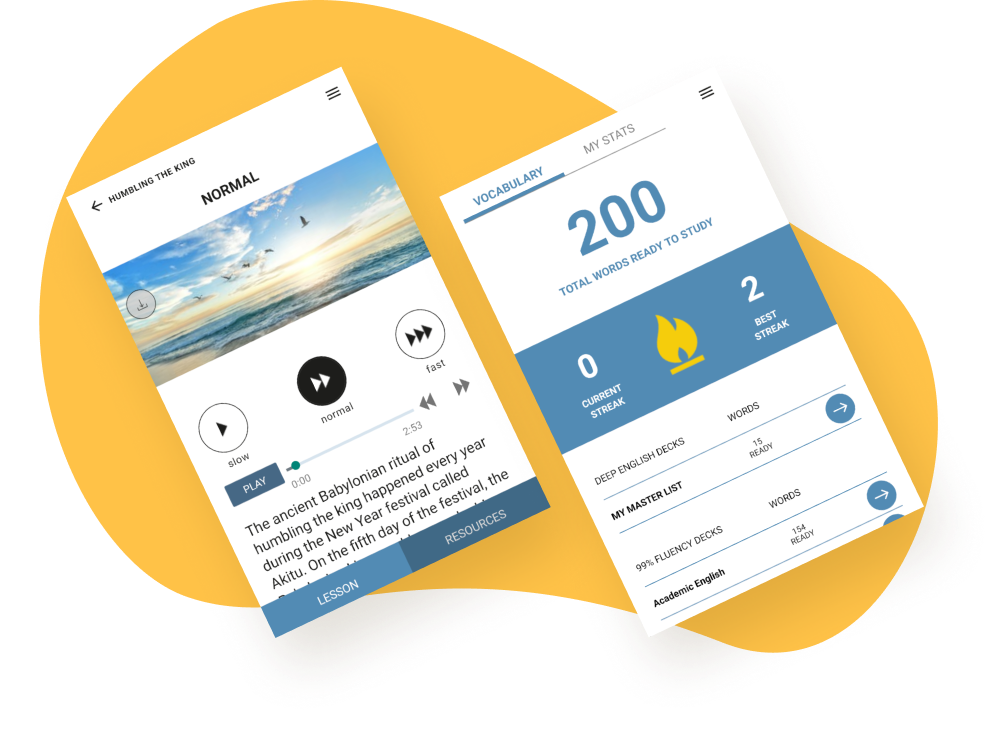 HUMBLING THE KING
NORMAL
slow
normal
fast
PLAY
0:00
2:53
The ancient Babylonian ritual of
humbling the king happened every year
during the New Year festival called
Akitu. On the fifth day of the festival, the
LESSON
RESOURCES
VOCABULARY
MY STATS
200
TOTAL WORDS READY TO STUDY
0
CURRENT
STREAK
2
BEST
STREAK
DEEP ENGLISH DECKS
WORDS
MY MASTER LIST
15
READY
99% FLUENCY DECKS
WORDS
Academic English
154
READY